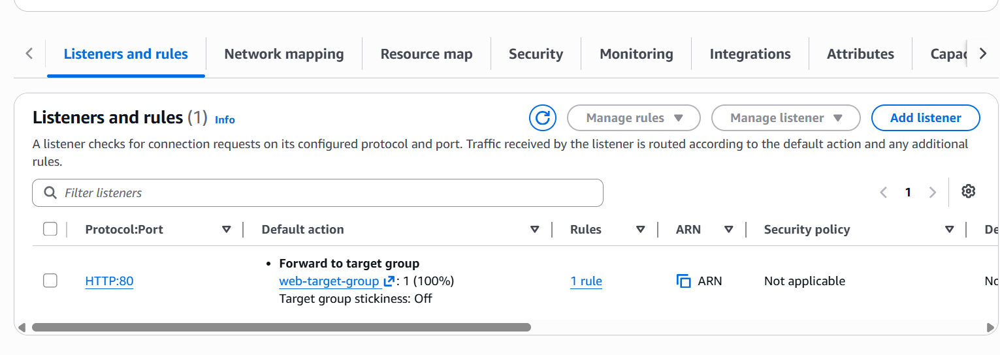 Listeners and rules Network mapping Resource map Security Monitoring Integrations Attributes Capac
Listeners and rules (1) Info Manage rules Manage listener Add listener
A listener checks for connection requests on its configured protocol and port. Traffic received by the listener is routed according to the default action and any additional
rules.
Filter listeners 1
Protocol:Port Default action Rules ARN Security policy De
• Forward to target group
HTTP:80 web-target-group : 1 (100%) 1 rule ARN Not applicable No
Target group stickiness: Off